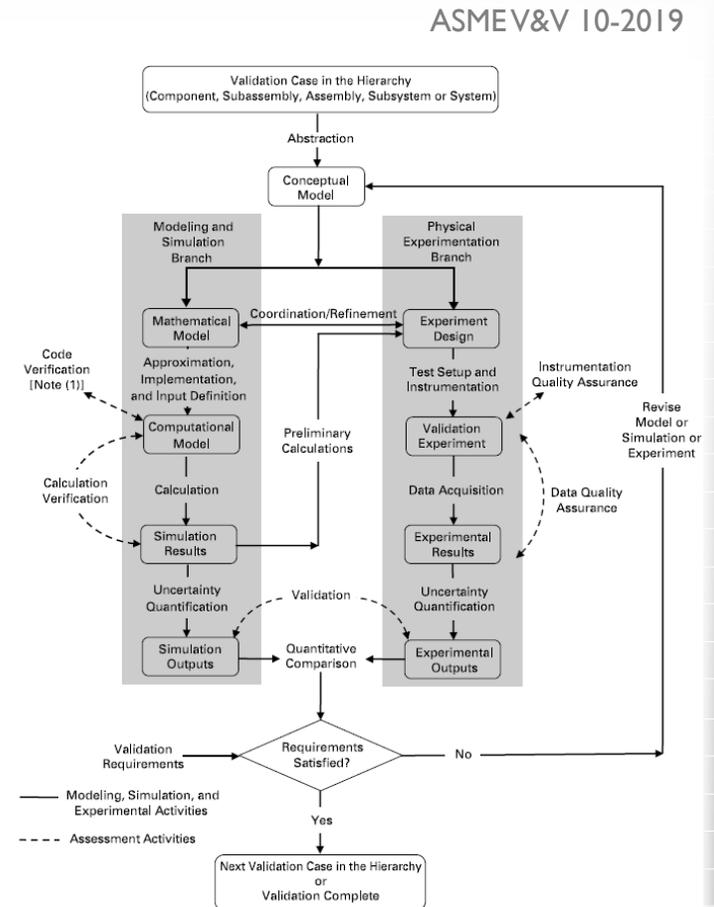 ASME V&V 10-2019
Validation Case in the Hierarchy
(Component, Subassembly, Assembly, Subsystem or System)
Abstraction
Conceptual
Model
Modeling and
Simulation
Branch
Physical
Experimentation
Branch
Mathematical
Model
Coordination/Refinement
Experiment
Design
Code
Verification
[Note (1)]
Approximation,
Implementation,
and Input Definition
Test Setup and
Instrumentation
Instrumentation
Quality Assurance
Computational
Model
Preliminary
Calculations
Validation
Experiment
Revise
Model or
Simulation or
Experiment
Calculation
Verification
Calculation
Data Acquisition
Data Quality
Assurance
Simulation
Results
Experimental
Results
Uncertainty
Quantification
Validation
Uncertainty
Quantification
Simulation
Outputs
Quantitative
Comparison
Experimental
Outputs
Validation
Requirements
Requirements
Satisfied?
No
Modeling, Simulation, and
Experimental Activities
Yes
Assessment Activities
Next Validation Case in the Hierarchy
or
Validation Complete